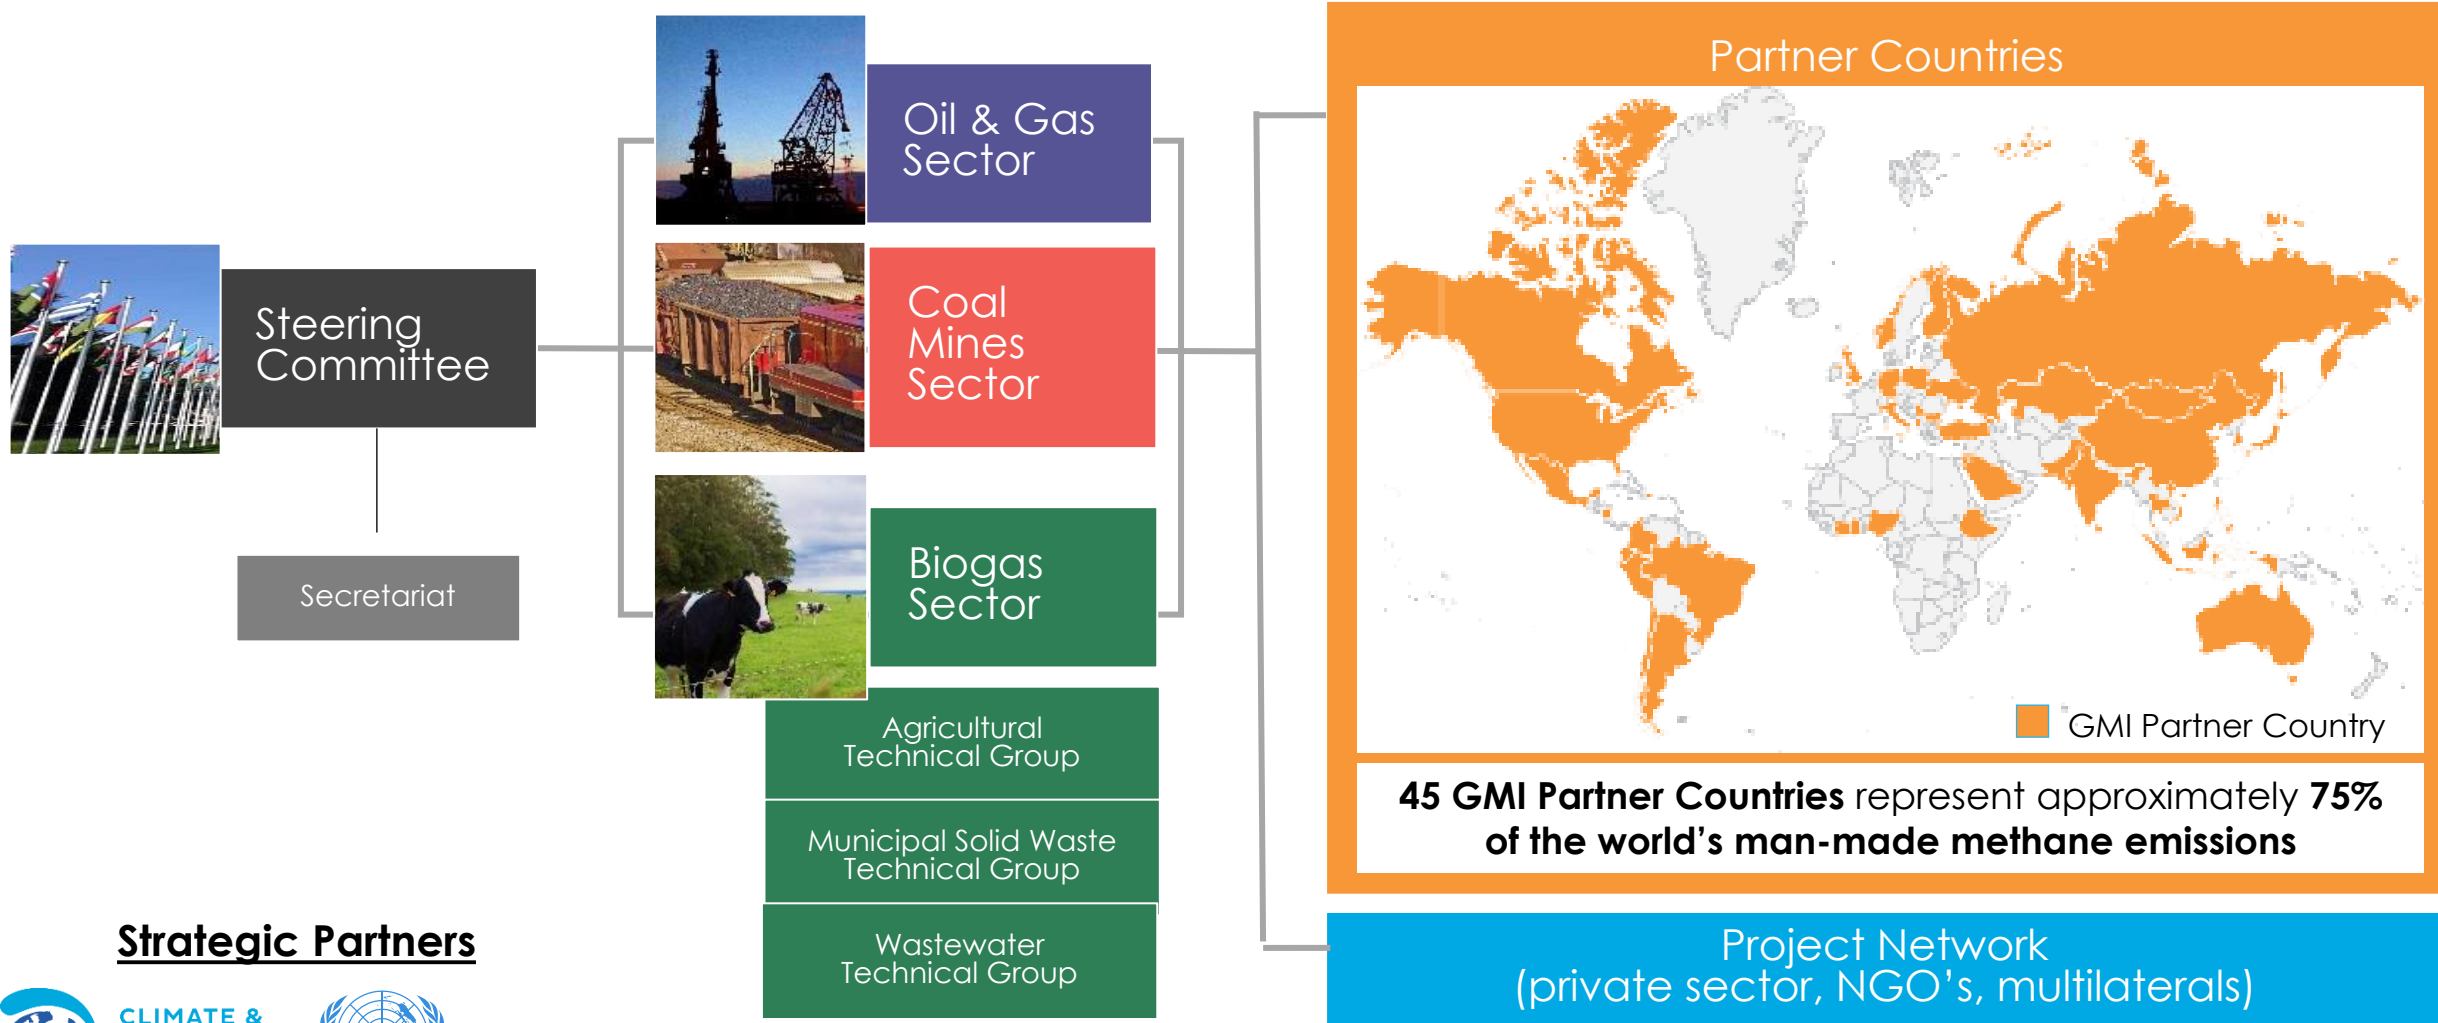 Partner Countries
Oil & Gas
Sector
Steering
Committee
Coal
Mines
Sector
Secretariat
Biogas
Sector
Agricultural
Technical Group
Municipal Solid Waste
Technical Group
Wastewater
Technical Group
GMI Partner Country
45 GMI Partner Countries represent approximately 75%
of the world's man-made methane emissions
Strategic Partners
CLIMATE &
Project Network
(private sector, NGO's, multilaterals)